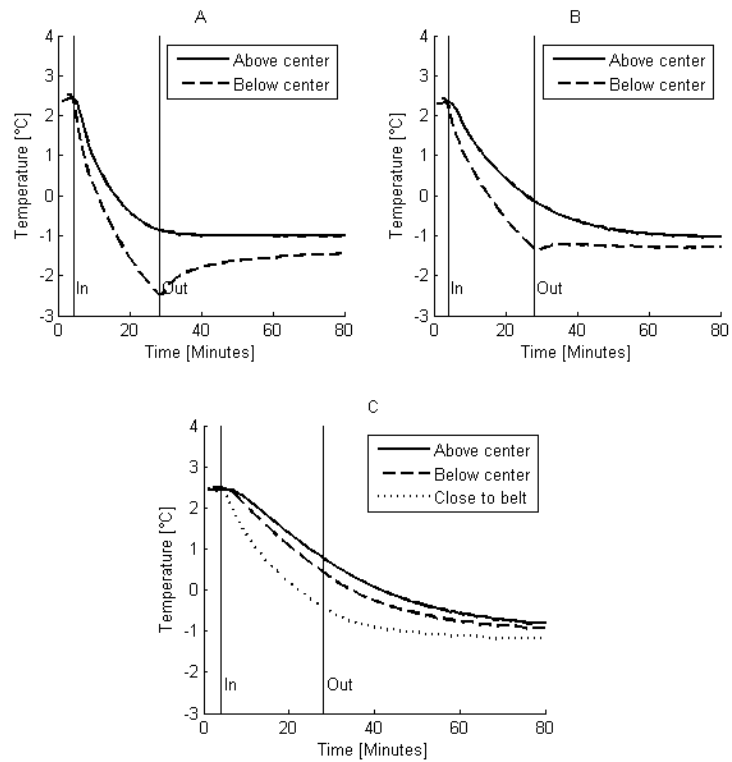 A
4
3
2
1
0
-1
-2
-3
Temperature [°C]
Above center
Below center
In
Out
0
20
40
60
80
Time [Minutes]
B
4
3
2
1
0
-1
-2
-3
Temperature [°C]
Above center
Below center
In
Out
0
20
40
60
80
Time [Minutes]
C
4
3
2
1
0
-1
-2
-3
Temperature [°C]
Above center
Below center
Close to belt
In
Out
0
20
40
60
80
Time [Minutes]